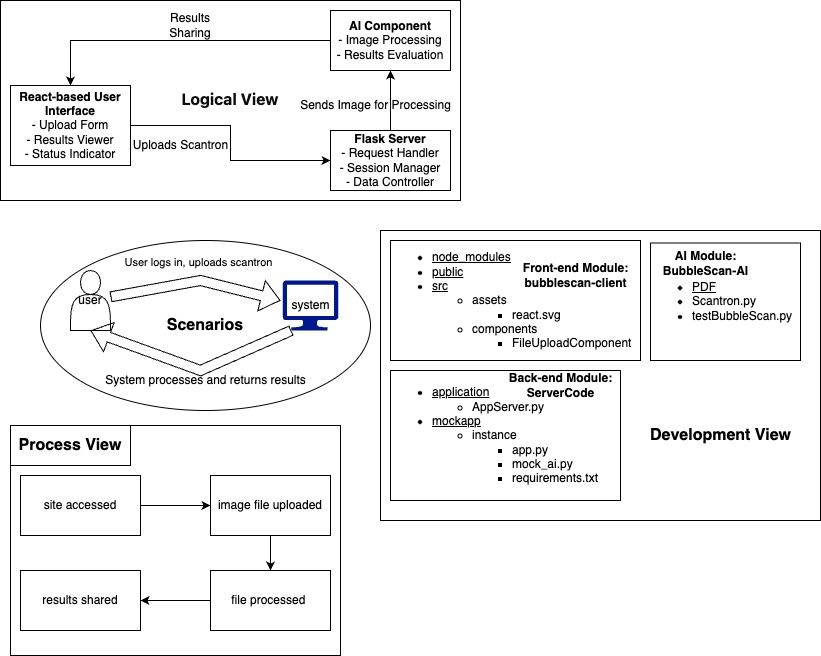 Results
Sharing
AI Component
- Image Processing
- Results Evaluation
React-based User
Interface
- Upload Form
- Results Viewer
- Status Indicator
Logical View
Sends Image for Processing
Uploads Scantron
Flask Server
- Request Handler
- Session Manager
- Data Controller
User logs in, uploads scantron
user
system
Scenarios
System processes and returns results
node_modules
public
src
assets
react.svg
components
FileUploadComponent
Front-end Module:
bubblescan-client
AI Module:
BubbleScan-AI
PDF
Scantron.py
testBubbleScan.py
Back-end Module:
ServerCode
application
AppServer.py
mockapp
instance
app.py
mock_ai.py
requirements.txt
Development View
Process View
site accessed
image file uploaded
results shared
file processed